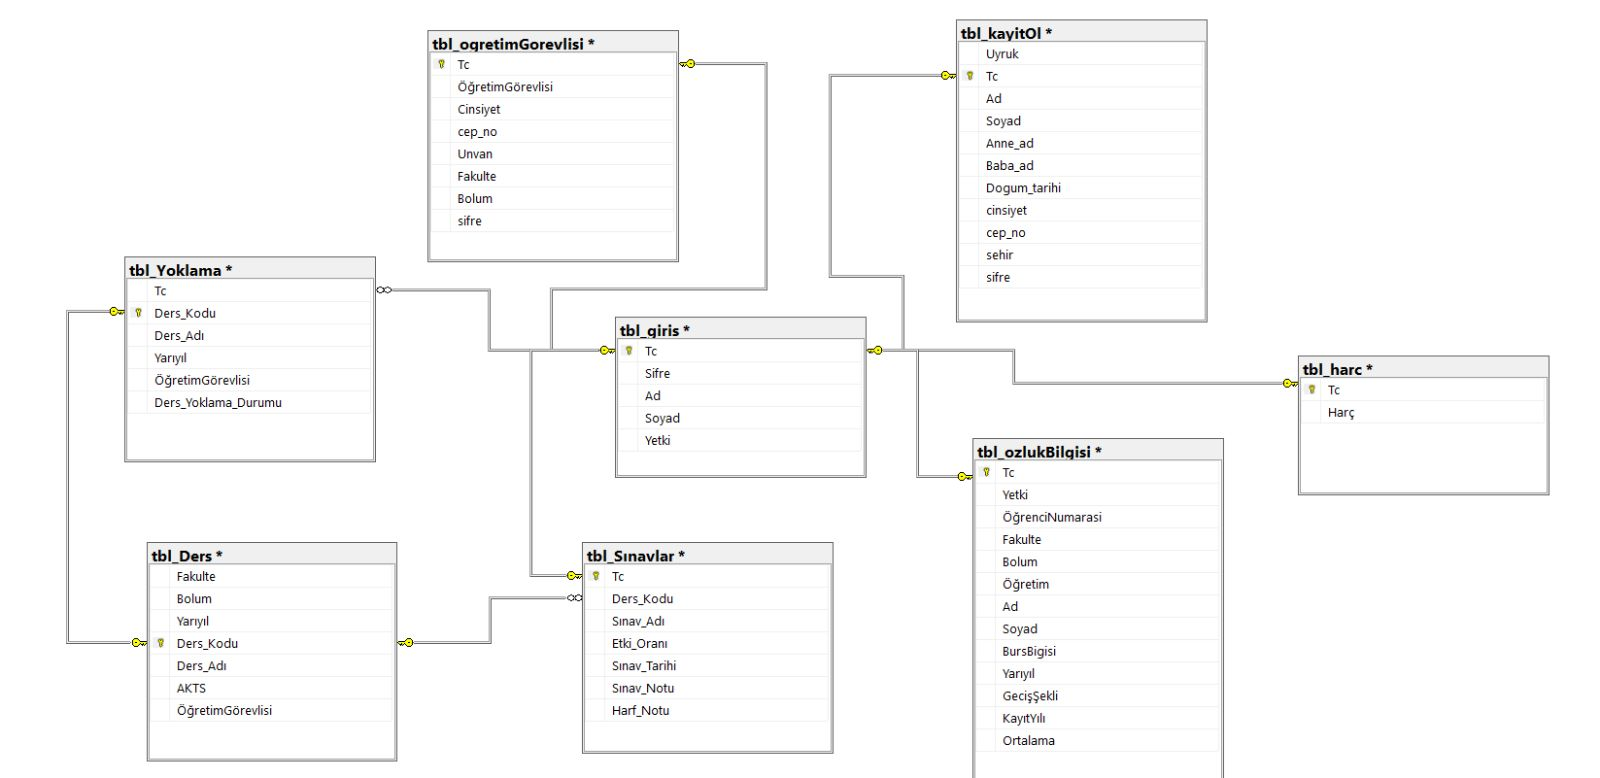 tbl_ogretimGorevlisi *
Tc
ÖğretimGörevlisi
Cinsiyet
cep_no
Unvan
Fakulte
Bolum
sifre
tbl_kayitOl *
Uyruk
Tc
Ad
Soyad
Anne_ad
Baba_ad
Dogum_tarihi
cinsiyet
cep_no
sehir
sifre
tbl_Yoklama *
Tc
Ders_Kodu
Ders_Adı
Yarıyıl
ÖğretimGörevlisi
Ders_Yoklama_Durumu
tbl_giris *
Tc
Sifre
Ad
Soyad
Yetki
tbl_harc *
Tc
Harç
tbl_ozlukBilgisi *
Tc
Yetki
ÖğrenciNumarasi
Fakulte
Bolum
Öğretim
Ad
Soyad
BursBigisi
Yarıyıl
GecişŞekli
KayıtYılı
Ortalama
tbl_Ders *
Fakulte
Bolum
Yarıyıl
Ders_Kodu
Ders_Adı
AKTS
ÖğretimGörevlisi
tbl_Sınavlar *
Tc
Ders_Kodu
Sınav_Adı
Etki_Oranı
Sınav_Tarihi
Sınav_Notu
Harf_Notu